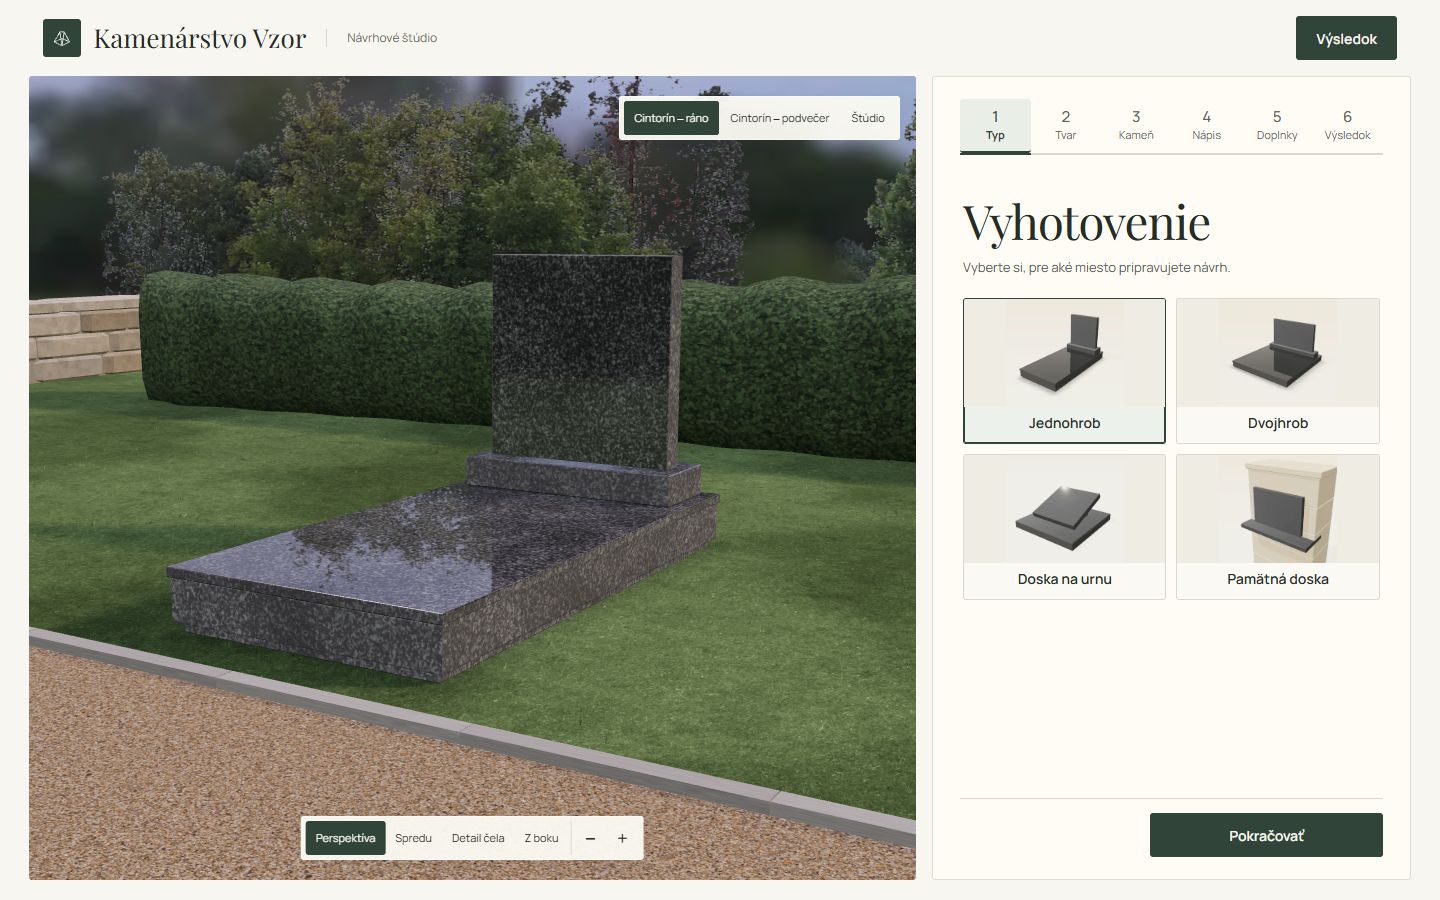 Kamenárstvo Vzor
Návrhové štúdio
Výsledok
Cintorín – ráno
Cintorín – podvečer
Štúdio
1
Typ
2
Tvar
3
Kameň
4
Nápis
5
Doplnky
6
Výsledok
Vyhotovenie
Vyberte si, pre aké miesto pripravujete návrh.
Jednohrob
Dvojhrob
Doska na urnu
Pamätná doska
Perspektíva
Spredu
Detail čela
Z boku
−
+
Pokračovať